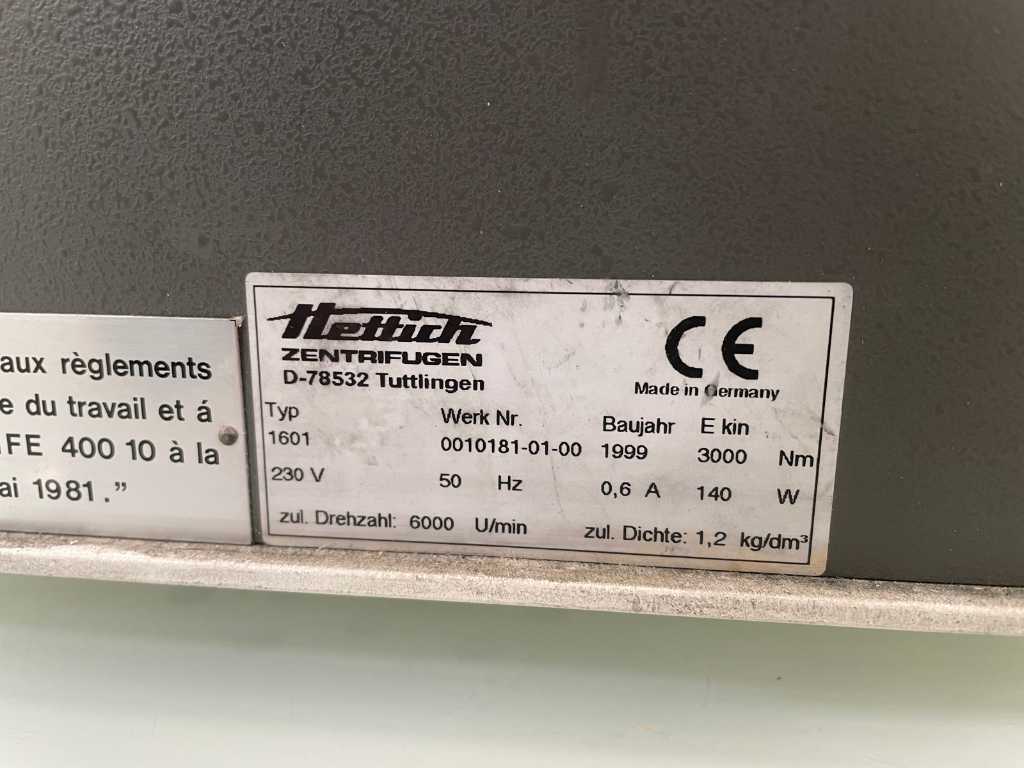 aux règlements
e du travail et á
FE 400 10 à la
ai 1981."
Hettich
ZENTRIFUGEN
D-78532 Tuttlingen
CE
Made in Germany
Typ Werk Nr. Baujahr E kin
1601 0010181-01-00 1999 3000 Nm
230 V 50 Hz 0,6 A 140 W
zul. Drehzahl: 6000 U/min zul. Dichte: 1,2 kg/dm³